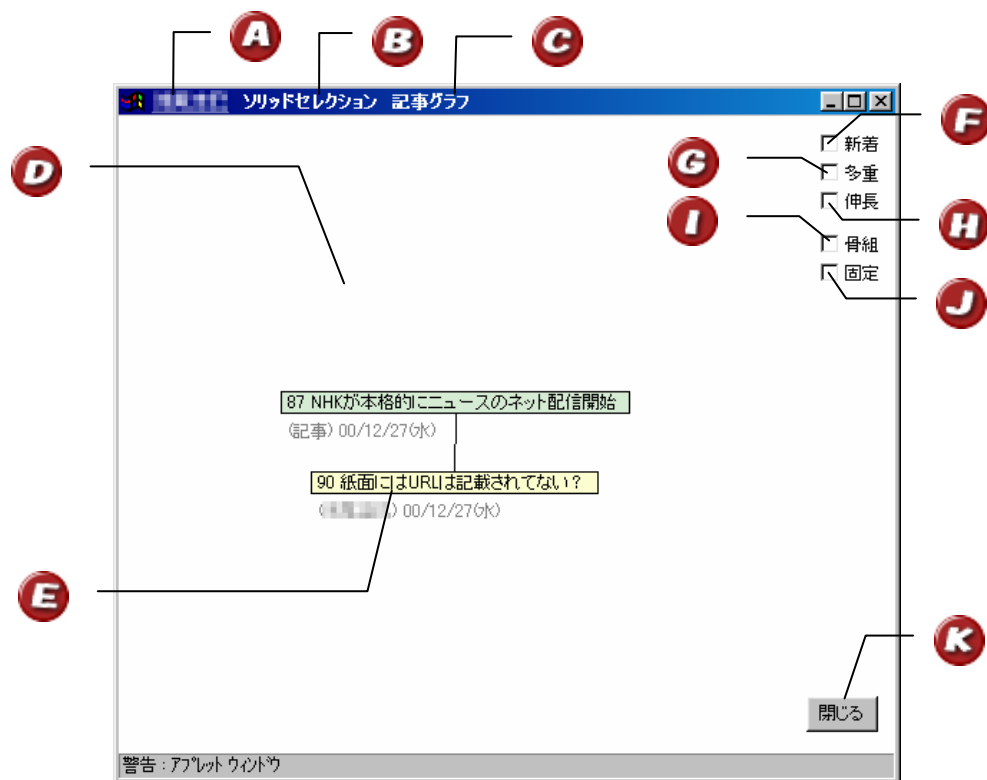 A
B
C
ソリッドセレクション 記事グラフ
F
新着
D
G
多重
伸長
H
I
骨組
固定
J
87 NHKが本格的にニュースのネット配信開始
(記事) 00/12/27(水)
90 紙面にはURLは記載されてない？
( ) 00/12/27(水)
E
K
閉じる
警告 : アプレット ウィンドウ